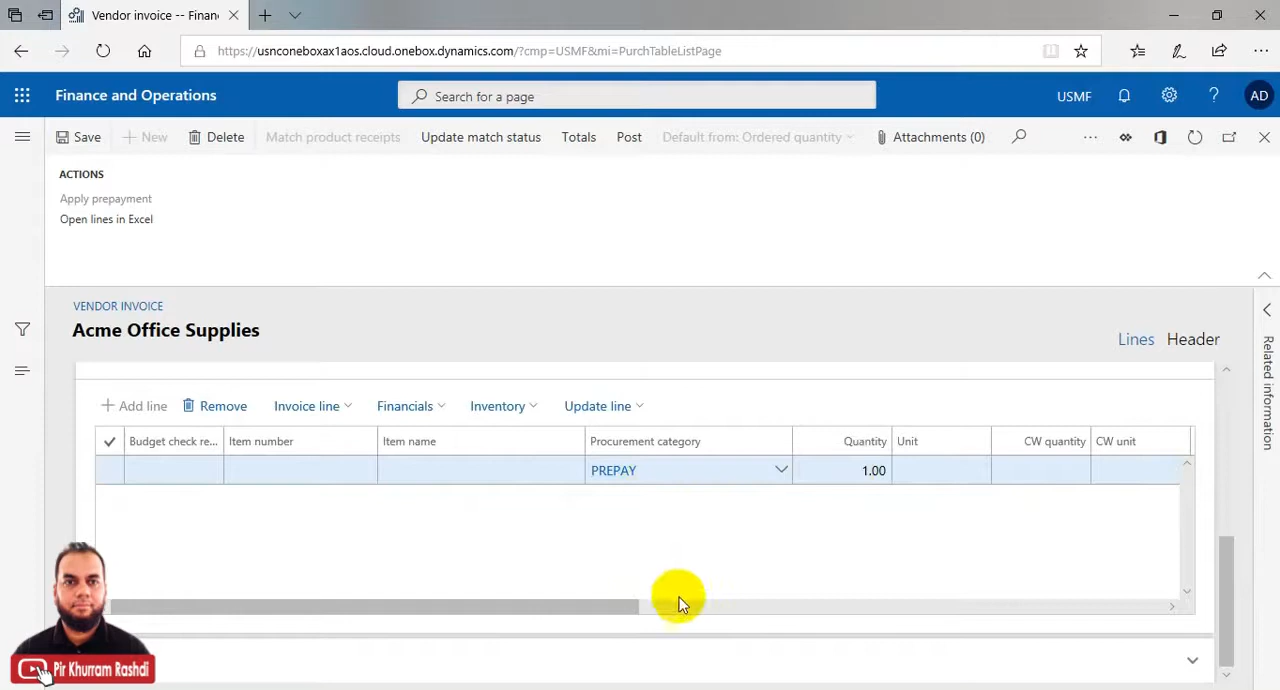 Vendor invoice -- Finan
https://usnconeboxax1aos.cloud.onebox.dynamics.com/?cmp=USMF&mi=PurchTableListPage
Finance and Operations
Search for a page
USMF
?
AD
Save
+ New
Delete
Match product receipts
Update match status
Totals
Post
Default from: Ordered quantity
Attachments (0)
ACTIONS
Apply prepayment
Open lines in Excel
VENDOR INVOICE
Acme Office Supplies
Lines
Header
Related information
+ Add line
Remove
Invoice line
Financials
Inventory
Update line
Budget check re...
Item number
Item name
Procurement category
Quantity
Unit
CW quantity
CW unit
PREPAY
1.00
Pir Khurram Rashdi